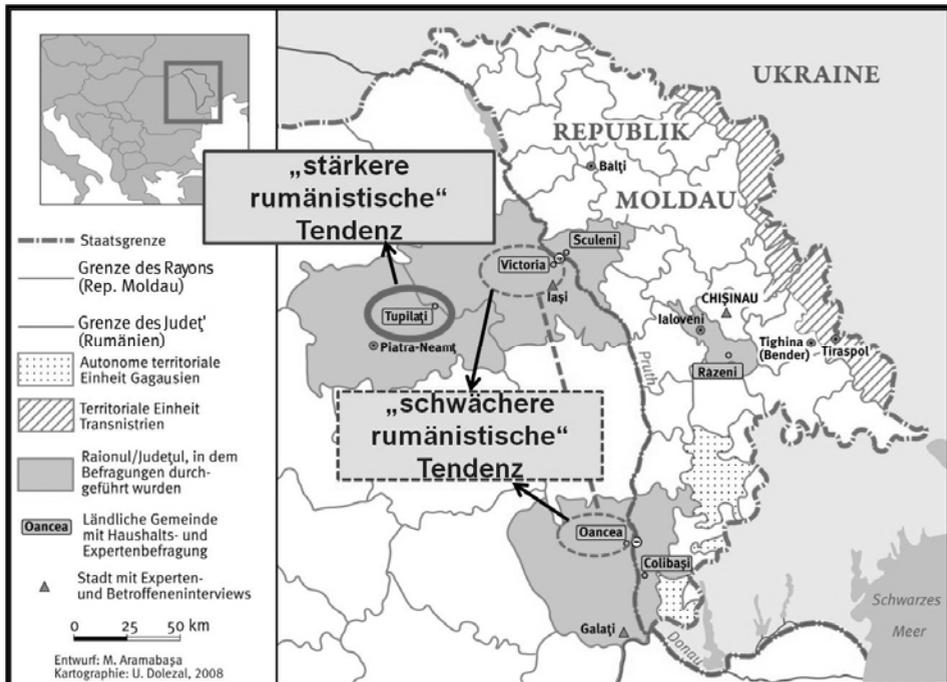 UKRAINE
REPUBLIK
MOLDAU
Balți
„stärkere
rumänistische“
Tendenz
Sculeni
Victoria
Iași
Tupilați
Piatra-Neamț
CHIȘINAU
Ialoveni
Tighina
(Bender)
Tiraspol
Răzeni
Pruth
„schwächere
rumänistische“
Tendenz
Oancea
Colibași
Galați
Donau
Schwarzes
Meer
Staatsgrenze
Grenze des Rayons
(Rep. Moldau)
Grenze des Județ'
(Rumänien)
Autonome territoriale
Einheit Gagausien
Territoriale Einheit
Transnistrien
Raionul/Județul, in dem
Befragungen durch-
geführt wurden
Oancea
Ländliche Gemeinde
mit Haushalts- und
Expertenbefragung
Stadt mit Experten-
und Betroffeneninterviews
0 25 50 km
Entwurf: M. Aramabașa
Kartographie: U. Dolezal, 2008